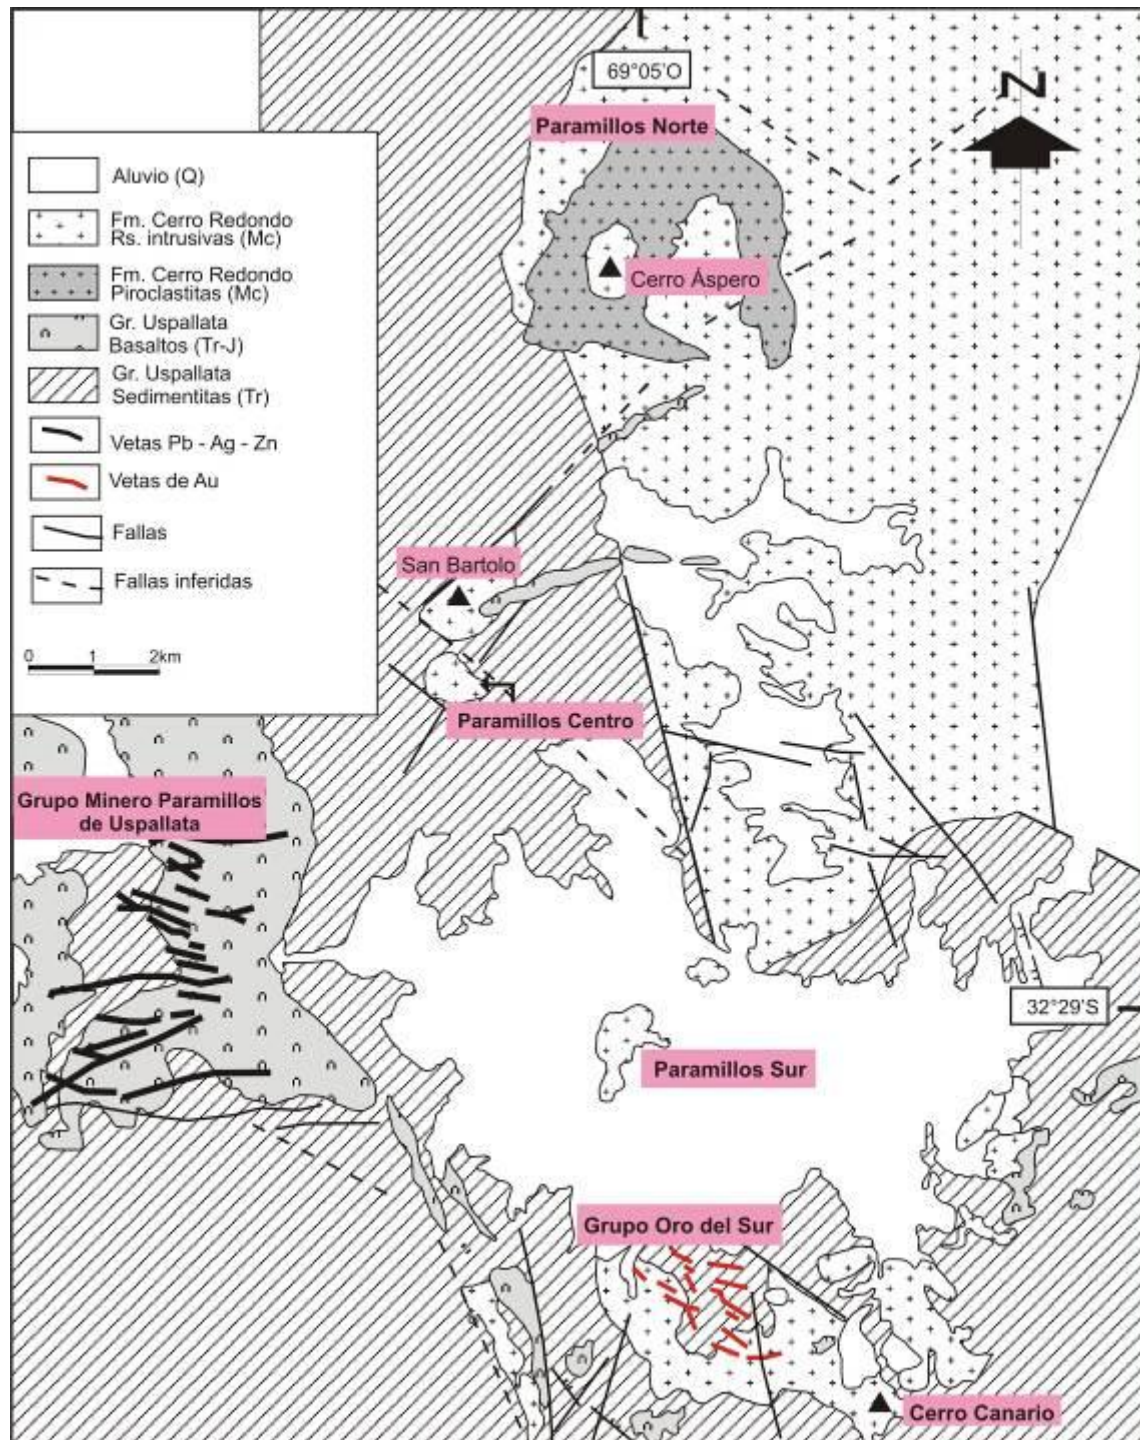 69°05'O
N
Paramillos Norte
Aluvio (Q)
Fm. Cerro Redondo
Rs. intrusivas (Mc)
Fm. Cerro Redondo
Piroclastitas (Mc)
Gr. Uspallata
Basaltos (Tr-J)
Gr. Uspallata
Sedimentitas (Tr)
Vetas Pb - Ag - Zn
Vetas de Au
Fallas
Fallas inferidas
0 1 2km
Cerro Áspero
San Bartolo
Paramillos Centro
Grupo Minero Paramillos
de Uspallata
32°29'S
Paramillos Sur
Grupo Oro del Sur
Cerro Canario